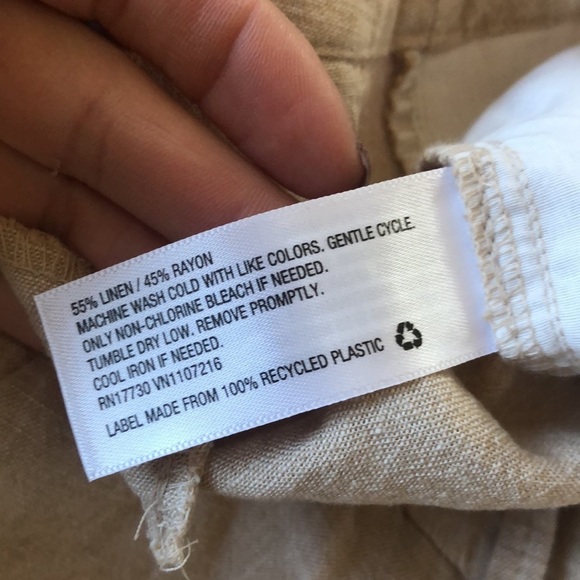 55% LINEN / 45% RAYON
MACHINE WASH COLD WITH LIKE COLORS. GENTLE CYCLE.
ONLY NON-CHLORINE BLEACH IF NEEDED.
TUMBLE DRY LOW. REMOVE PROMPTLY.
COOL IRON IF NEEDED.
RN17730 VN1107216
LABEL MADE FROM 100% RECYCLED PLASTIC